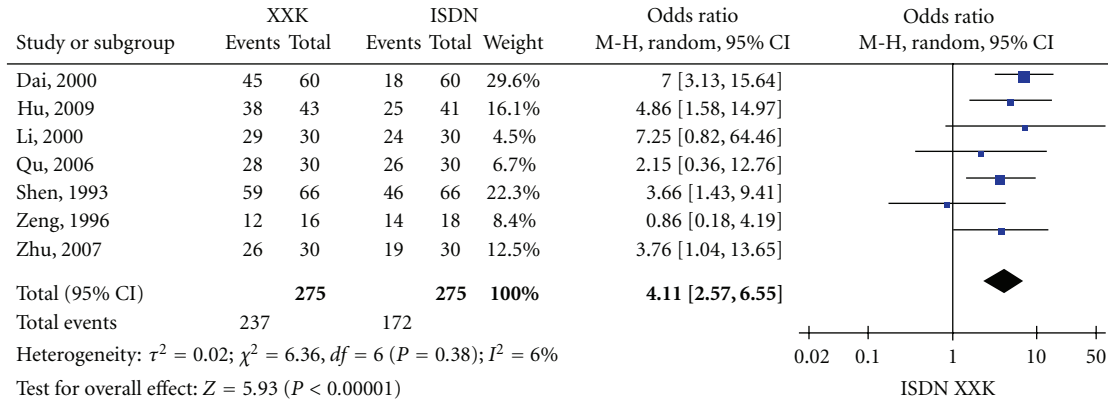 XXK ISDN Odds ratio Odds ratio
Study or subgroup Events Total Events Total Weight M-H, random, 95% CI M-H, random, 95% CI
Dai, 2000 45 60 18 60 29.6% 7 [3.13, 15.64]
Hu, 2009 38 43 25 41 16.1% 4.86 [1.58, 14.97]
Li, 2000 29 30 24 30 4.5% 7.25 [0.82, 64.46]
Qu, 2006 28 30 26 30 6.7% 2.15 [0.36, 12.76]
Shen, 1993 59 66 46 66 22.3% 3.66 [1.43, 9.41]
Zeng, 1996 12 16 14 18 8.4% 0.86 [0.18, 4.19]
Zhu, 2007 26 30 19 30 12.5% 3.76 [1.04, 13.65]
Total (95% CI) 275 275 100% 4.11 [2.57, 6.55]
Total events 237 172
Heterogeneity: τ² = 0.02; χ² = 6.36, df = 6 (P = 0.38); I² = 6%
0.02 0.1 1 10 50
Test for overall effect: Z = 5.93 (P < 0.00001) ISDN XXK